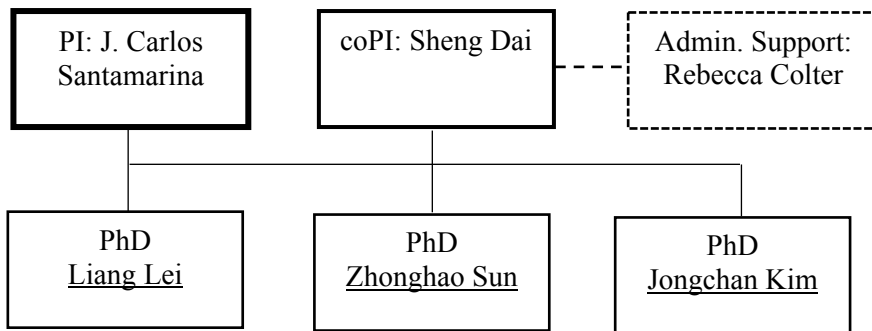 PI: J. Carlos
Santamarina
coPI: Sheng Dai
Admin. Support:
Rebecca Colter
PhD
Liang Lei
PhD
Zhonghao Sun
PhD
Jongchan Kim